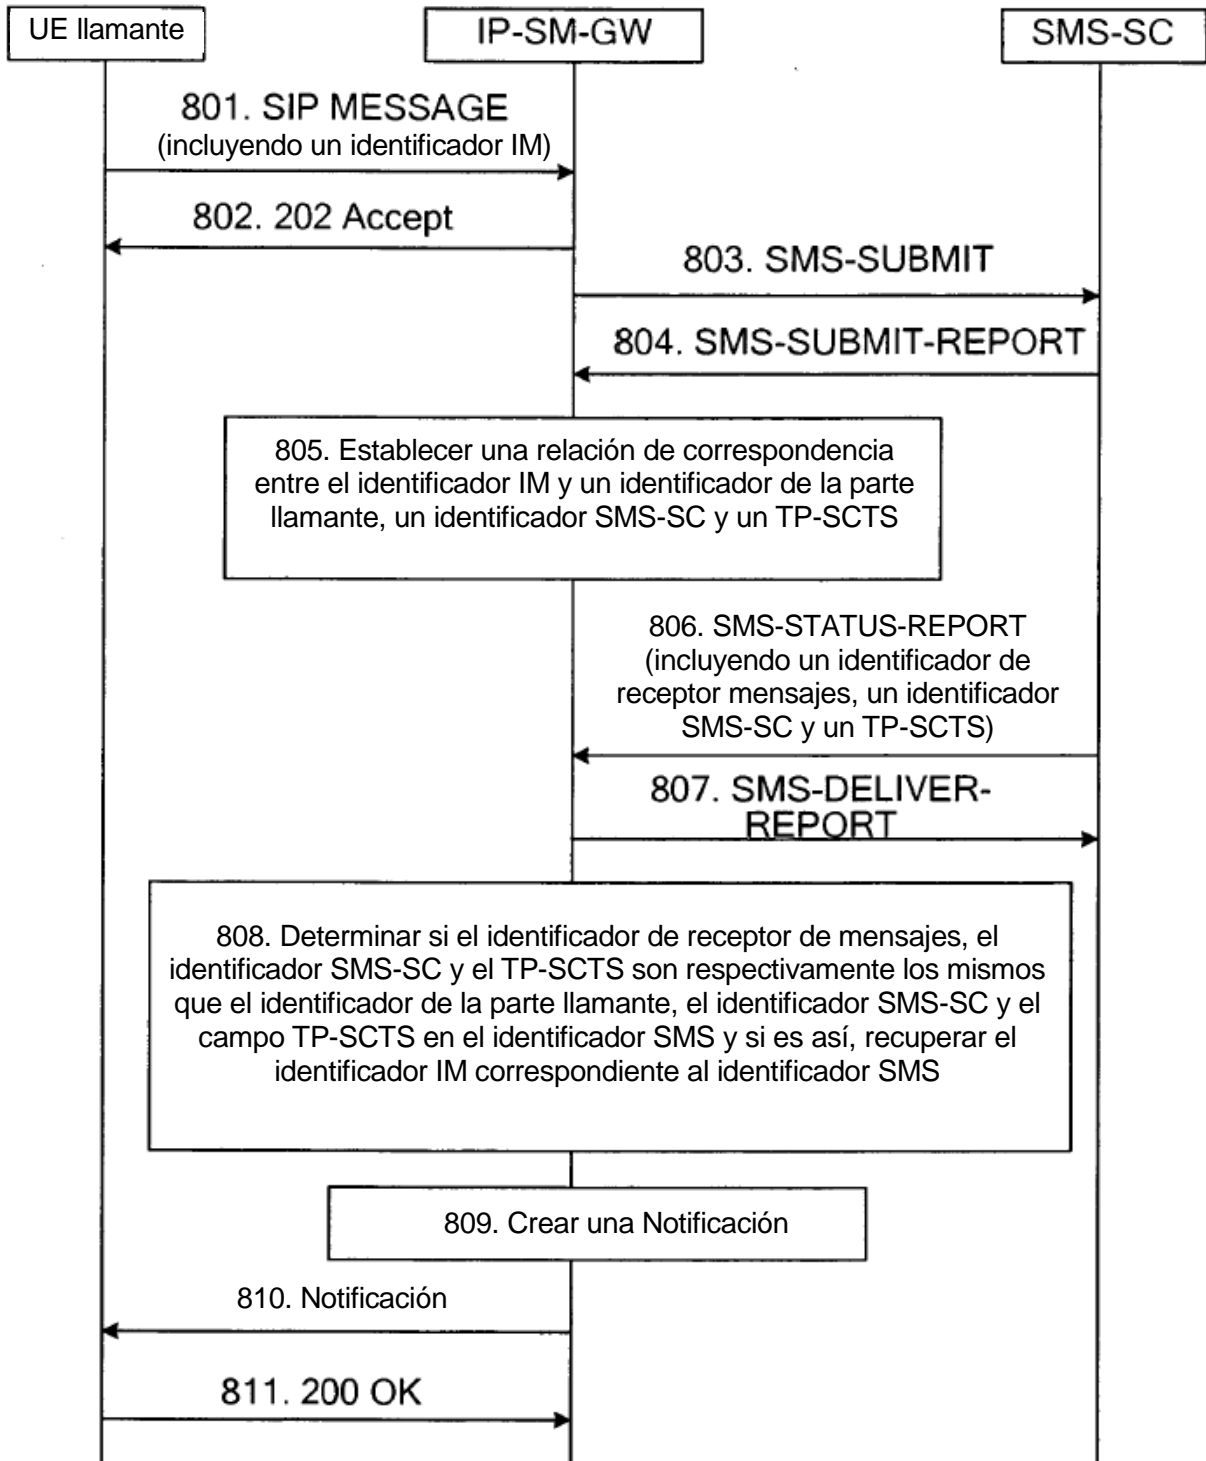 UE llamante
IP-SM-GW
SMS-SC
801. SIP MESSAGE
(incluyendo un identificador IM)
802. 202 Accept
803. SMS-SUBMIT
804. SMS-SUBMIT-REPORT
805. Establecer una relación de correspondencia
entre el identificador IM y un identificador de la parte
llamante, un identificador SMS-SC y un TP-SCTS
806. SMS-STATUS-REPORT
(incluyendo un identificador de
receptor mensajes, un identificador
SMS-SC y un TP-SCTS)
807. SMS-DELIVER-
REPORT
808. Determinar si el identificador de receptor de mensajes, el
identificador SMS-SC y el TP-SCTS son respectivamente los mismos
que el identificador de la parte llamante, el identificador SMS-SC y el
campo TP-SCTS en el identificador SMS y si es así, recuperar el
identificador IM correspondiente al identificador SMS
809. Crear una Notificación
810. Notificación
811. 200 OK